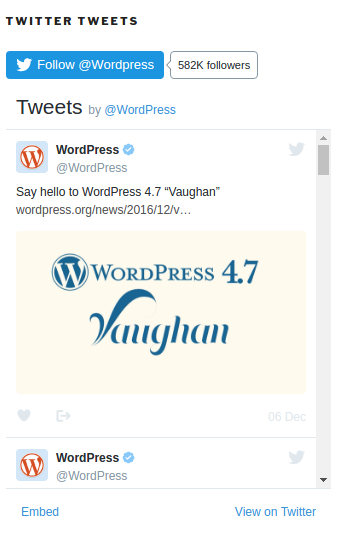 TWITTER TWEETS
Follow @Wordpress
582K followers
Tweets by @WordPress
WordPress
@WordPress
Say hello to WordPress 4.7 “Vaughan”
wordpress.org/news/2016/12/v…
WORDPRESS 4.7
Vaughan
06 Dec
WordPress
@WordPress
Embed
View on Twitter